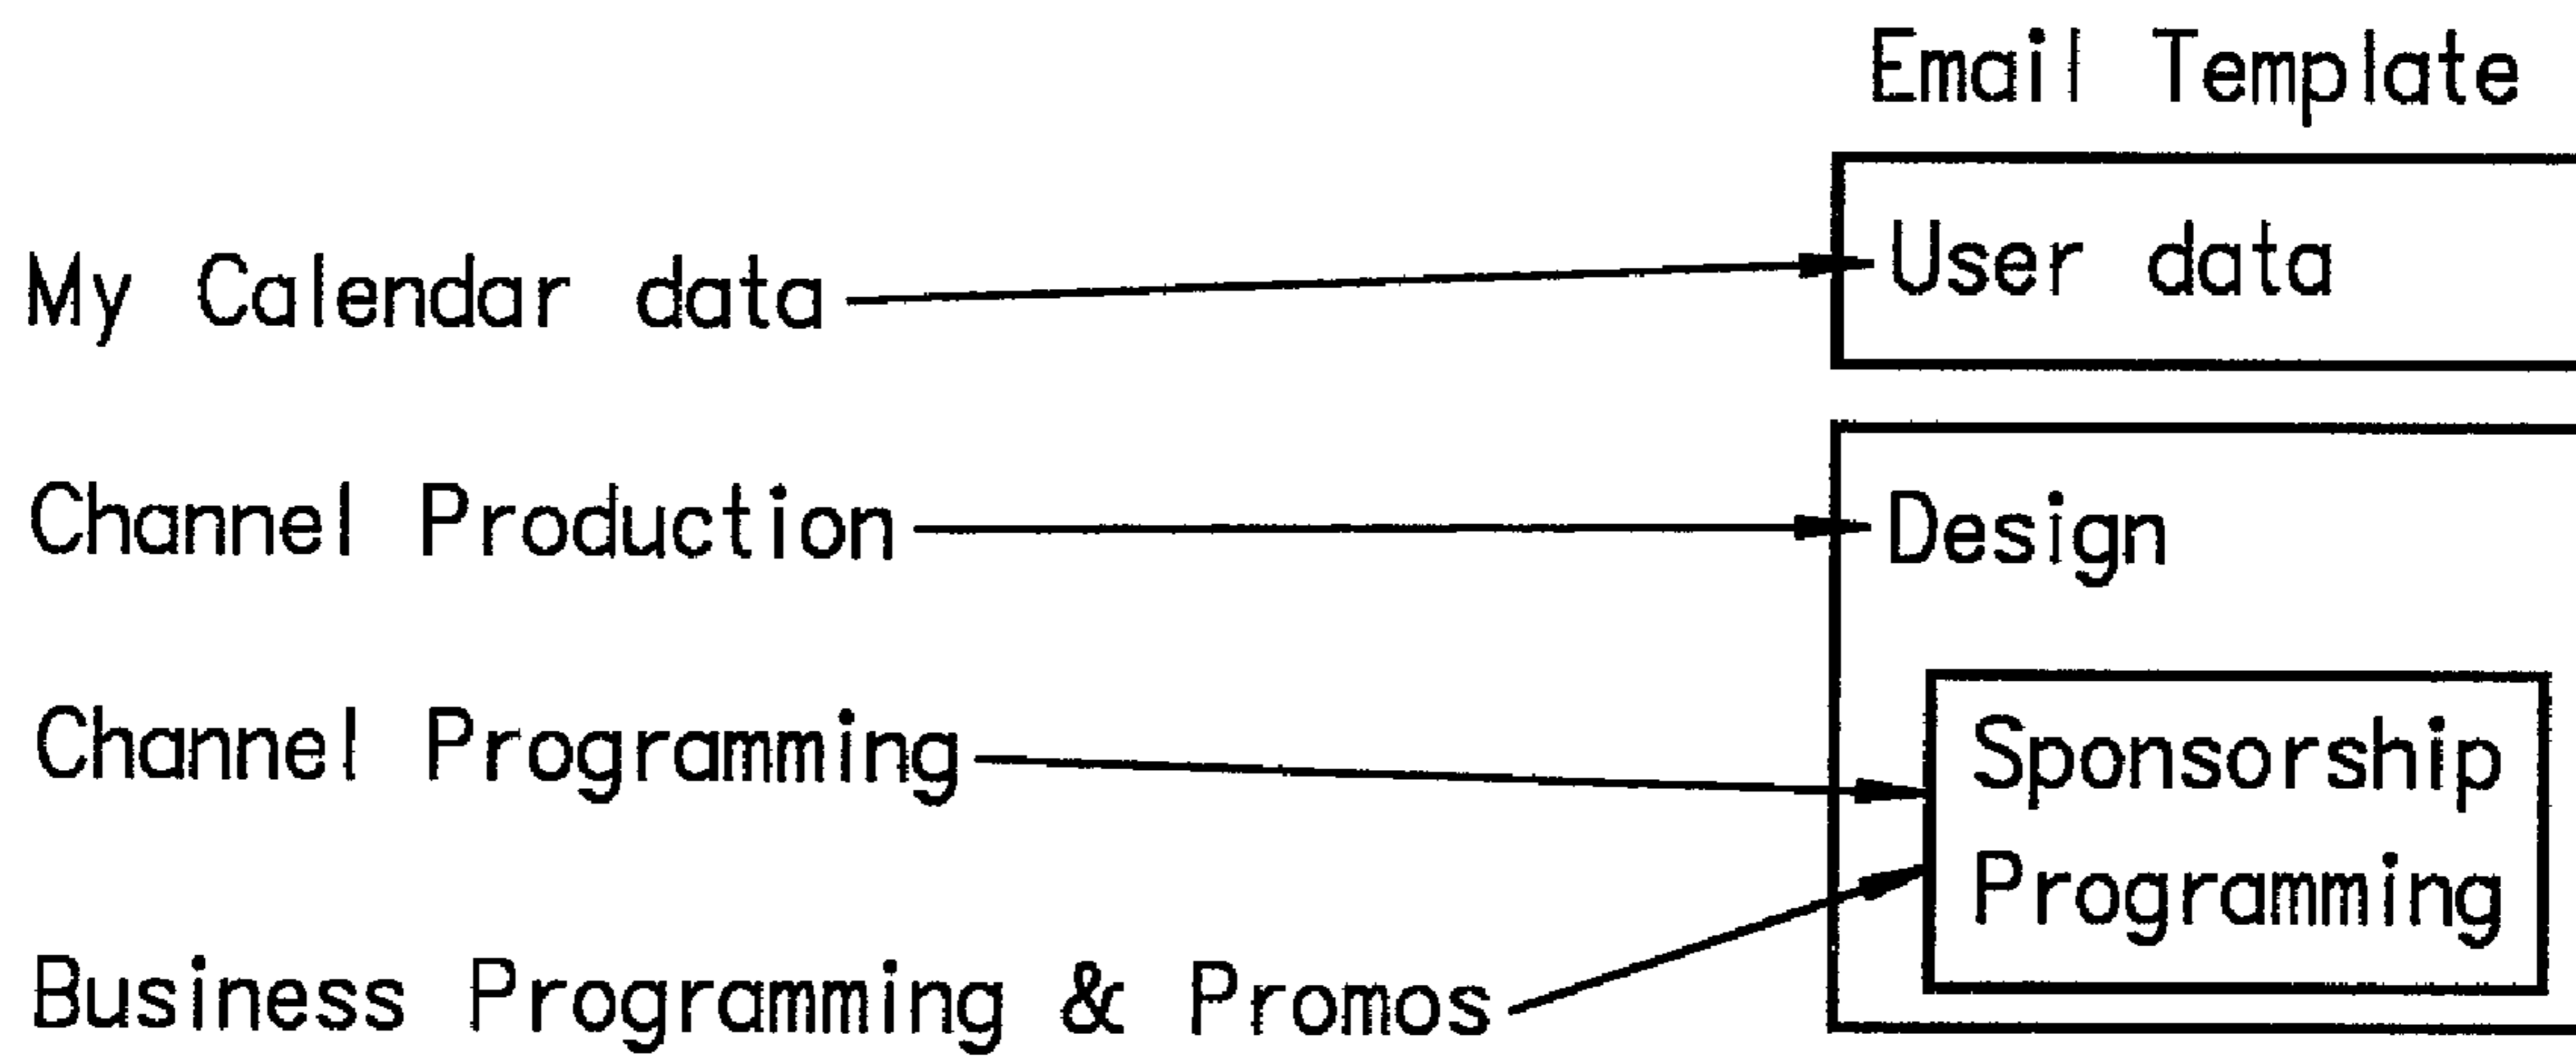 Email Template
My Calendar data
User data
Channel Production
Design
Channel Programming
Sponsorship
Programming
Business Programming & Promos